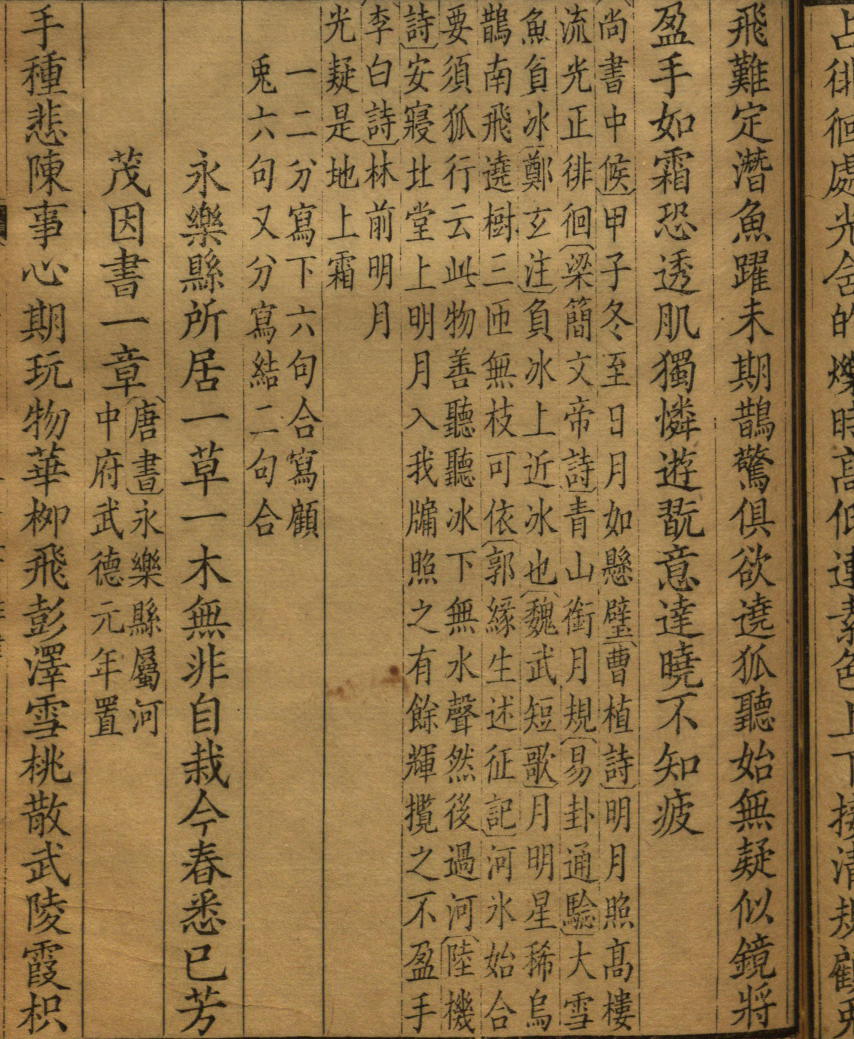 占徘徊處光含的爍時高低連素色上下接清規顧兔
飛難定潛魚躍未期鵲驚俱欲遶狐聽始無疑似鏡將
盈手如霜恐透肌獨憐遊翫意達曉不知疲
〔尚書中候〕甲子冬至日月如懸璧〔曹植詩〕明月照高樓
流光正徘徊〔梁簡文帝詩〕青山銜月規〔易卦通驗〕大雪
魚負冰〔鄭玄注〕負冰上近冰也〔魏武短歌〕月明星稀烏
鵲南飛遶樹三匝無枝可依〔郭緣生述征記〕河氷始合
要須狐行云此物善聽聽冰下無水聲然後過河〔陸機
詩〕安寢北堂上明月入我牖照之有餘輝攬之不盈手
〔李白詩〕林前明月
光疑是地上霜
一二分寫下六句合寫顧
兎六句又分寫結二句合
永樂縣所居一草一木無非自栽今春悉已芳
茂因書一章〔唐書〕永樂縣屬河
中府武德元年置
手種悲陳事心期玩物華柳飛彭澤雪桃散武陵霞枳